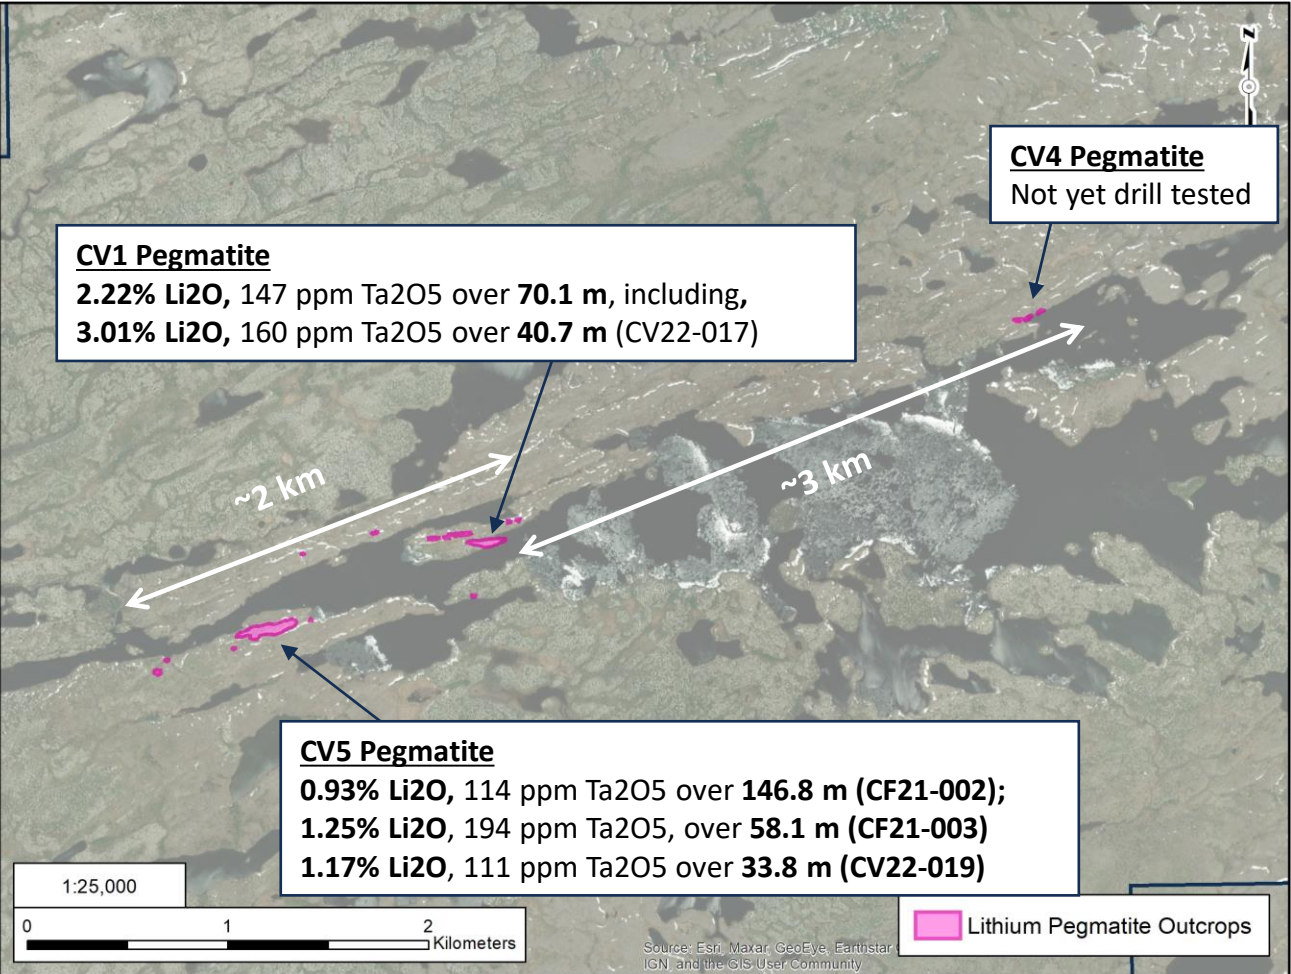 N
CV4 Pegmatite
Not yet drill tested
CV1 Pegmatite
2.22% Li2O, 147 ppm Ta2O5 over 70.1 m, including,
3.01% Li2O, 160 ppm Ta2O5 over 40.7 m (CV22-017)
~2 km
~3 km
CV5 Pegmatite
0.93% Li2O, 114 ppm Ta2O5 over 146.8 m (CF21-002);
1.25% Li2O, 194 ppm Ta2O5, over 58.1 m (CF21-003)
1.17% Li2O, 111 ppm Ta2O5 over 33.8 m (CV22-019)
1:25,000
0 1 2
Kilometers
Lithium Pegmatite Outcrops
Source: Esri, Maxar, GeoEye, Earthstar
IGN, and the GIS User Community